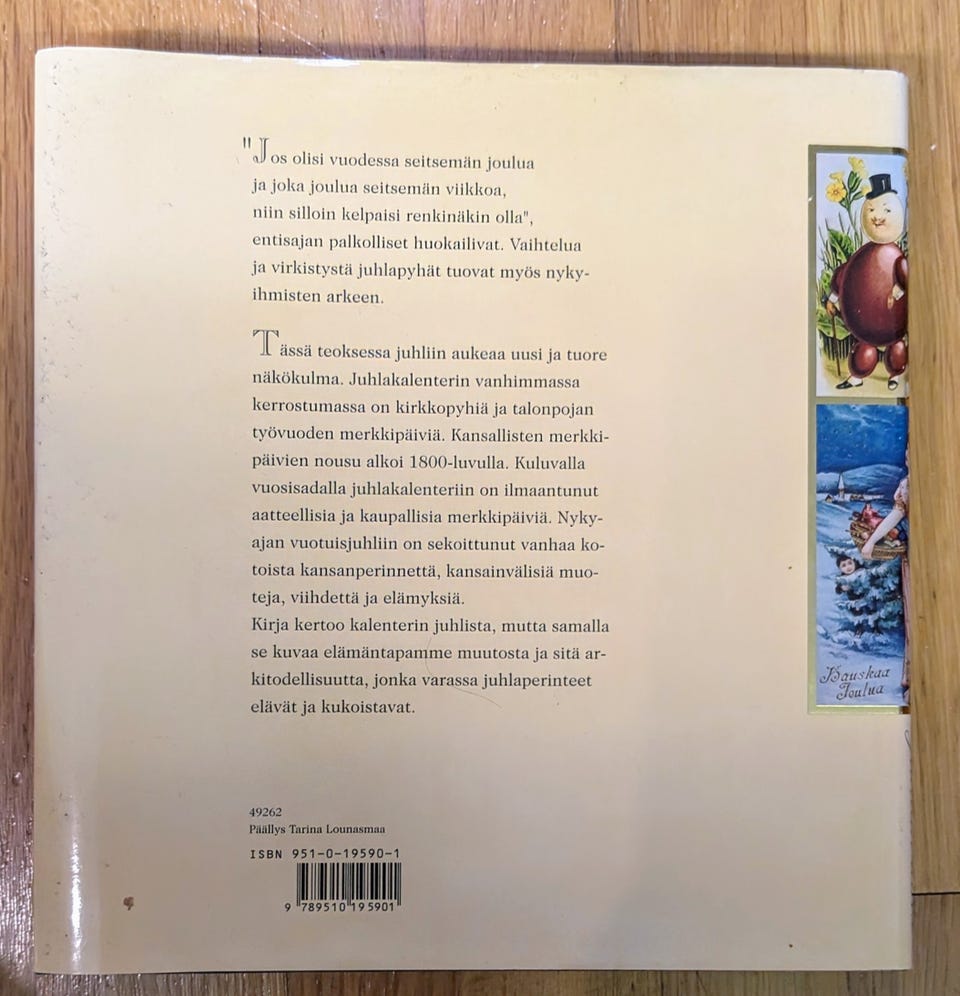 "Jos olisi vuodessa seitsemän joulua
ja joka joulua seitsemän viikkoa,
niin silloin kelpaisi renkinäkin olla",
entisajan palkolliset huokailivat. Vaihtelua
ja virkistystä juhlapyhät tuovat myös nyky-
ihmisten arkeen.
Tässä teoksessa juhliin aukeaa uusi ja tuore
näkökulma. Juhlakalenterin vanhimmassa
kerrostumassa on kirkkopyhiä ja talonpojan
työvuoden merkkipäiviä. Kansallisten merkki-
päivien nousu alkoi 1800-luvulla. Kuluvalla
vuosisadalla juhlakalenteriin on ilmaantunut
aatteellisia ja kaupallisia merkkipäiviä. Nyky-
ajan vuotuisjuhliin on sekoittunut vanhaa ko-
toista kansanperinnettä, kansainvälisiä muo-
toja, viihdettä ja elämyksiä.
Kirja kertoo kalenterin juhlista, mutta samalla
se kuvaa elämäntapamme muutosta ja sitä ar-
kitodellisuutta, jonka varassa juhlaperinteet
elävät ja kukoistavat.
Hauskaa
Joulua
49262
Päällys Tarina Lounasmaa
ISBN 951-0-19590-1
9 789510 195901